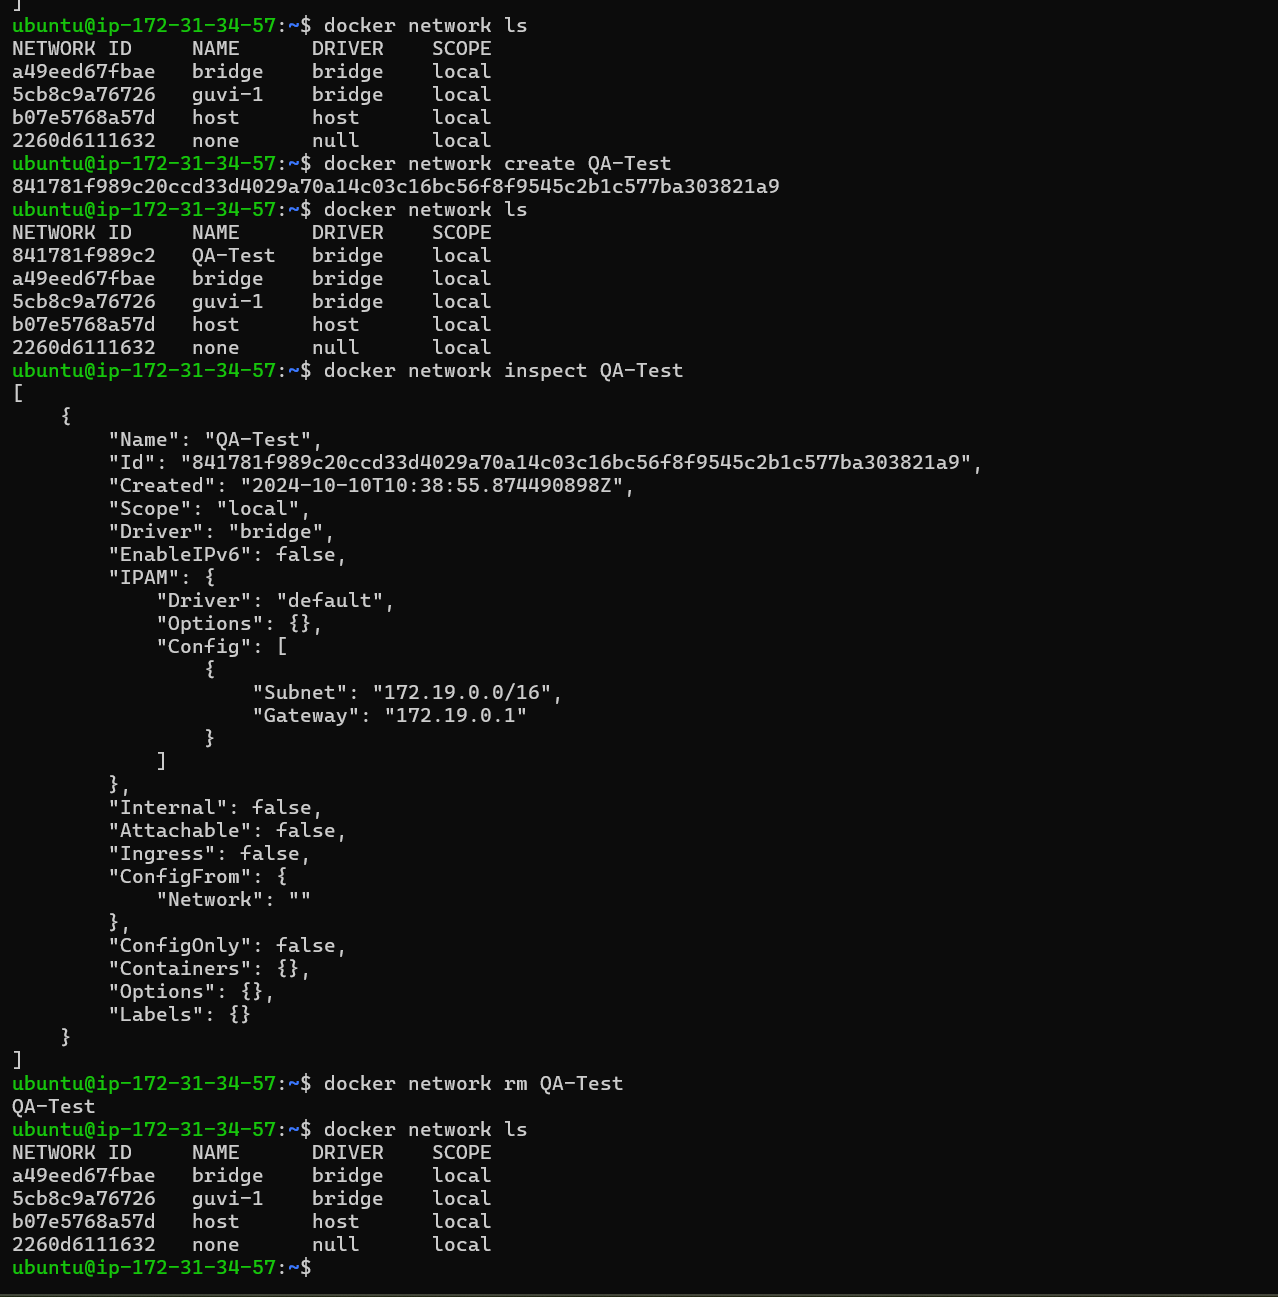 ]
ubuntu@ip-172-31-34-57:~$ docker network ls
NETWORK ID     NAME      DRIVER    SCOPE
a49eed67fbae   bridge    bridge    local
5cb8c9a76726   guvi-1    bridge    local
b07e5768a57d   host      host      local
2260d6111632   none      null      local
ubuntu@ip-172-31-34-57:~$ docker network create QA-Test
841781f989c20ccd33d4029a70a14c03c16bc56f8f9545c2b1c577ba303821a9
ubuntu@ip-172-31-34-57:~$ docker network ls
NETWORK ID     NAME      DRIVER    SCOPE
841781f989c2   QA-Test   bridge    local
a49eed67fbae   bridge    bridge    local
5cb8c9a76726   guvi-1    bridge    local
b07e5768a57d   host      host      local
2260d6111632   none      null      local
ubuntu@ip-172-31-34-57:~$ docker network inspect QA-Test
[
    {
        "Name": "QA-Test",
        "Id": "841781f989c20ccd33d4029a70a14c03c16bc56f8f9545c2b1c577ba303821a9",
        "Created": "2024-10-10T10:38:55.874490898Z",
        "Scope": "local",
        "Driver": "bridge",
        "EnableIPv6": false,
        "IPAM": {
            "Driver": "default",
            "Options": {},
            "Config": [
                {
                    "Subnet": "172.19.0.0/16",
                    "Gateway": "172.19.0.1"
                }
            ]
        },
        "Internal": false,
        "Attachable": false,
        "Ingress": false,
        "ConfigFrom": {
            "Network": ""
        },
        "ConfigOnly": false,
        "Containers": {},
        "Options": {},
        "Labels": {}
    }
]
ubuntu@ip-172-31-34-57:~$ docker network rm QA-Test
QA-Test
ubuntu@ip-172-31-34-57:~$ docker network ls
NETWORK ID     NAME      DRIVER    SCOPE
a49eed67fbae   bridge    bridge    local
5cb8c9a76726   guvi-1    bridge    local
b07e5768a57d   host      host      local
2260d6111632   none      null      local
ubuntu@ip-172-31-34-57:~$